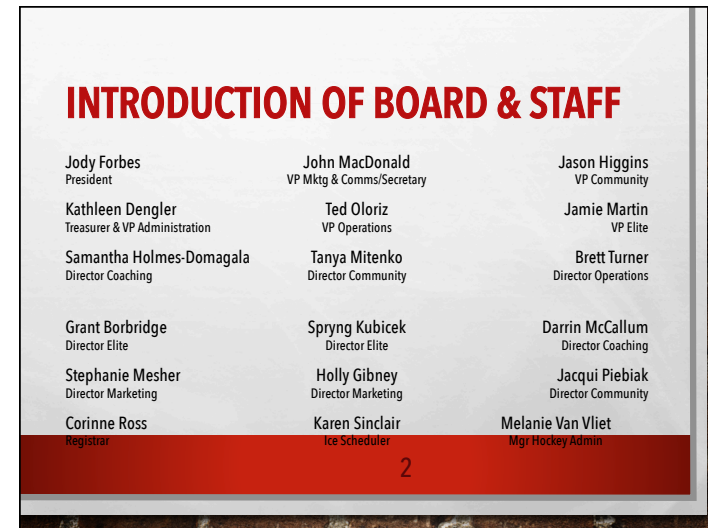 INTRODUCTION OF BOARD & STAFF
Jody Forbes John MacDonald Jason Higgins
President VP Mktg & Comms/Secretary VP Community
Kathleen Dengler Ted Oloriz Jamie Martin
Treasurer & VP Administration VP Operations VP Elite
Samantha Holmes-Domagala Tanya Mitenko Brett Turner
Director Coaching Director Community Director Operations
Grant Borbridge Spryng Kubicek Darrin McCallum
Director Elite Director Elite Director Coaching
Stephanie Mesher Holly Gibney Jacqui Piebiak
Director Marketing Director Marketing Director Community
Corinne Ross Karen Sinclair Melanie Van Vliet
Registrar Ice Scheduler Mgr Hockey Admin
2